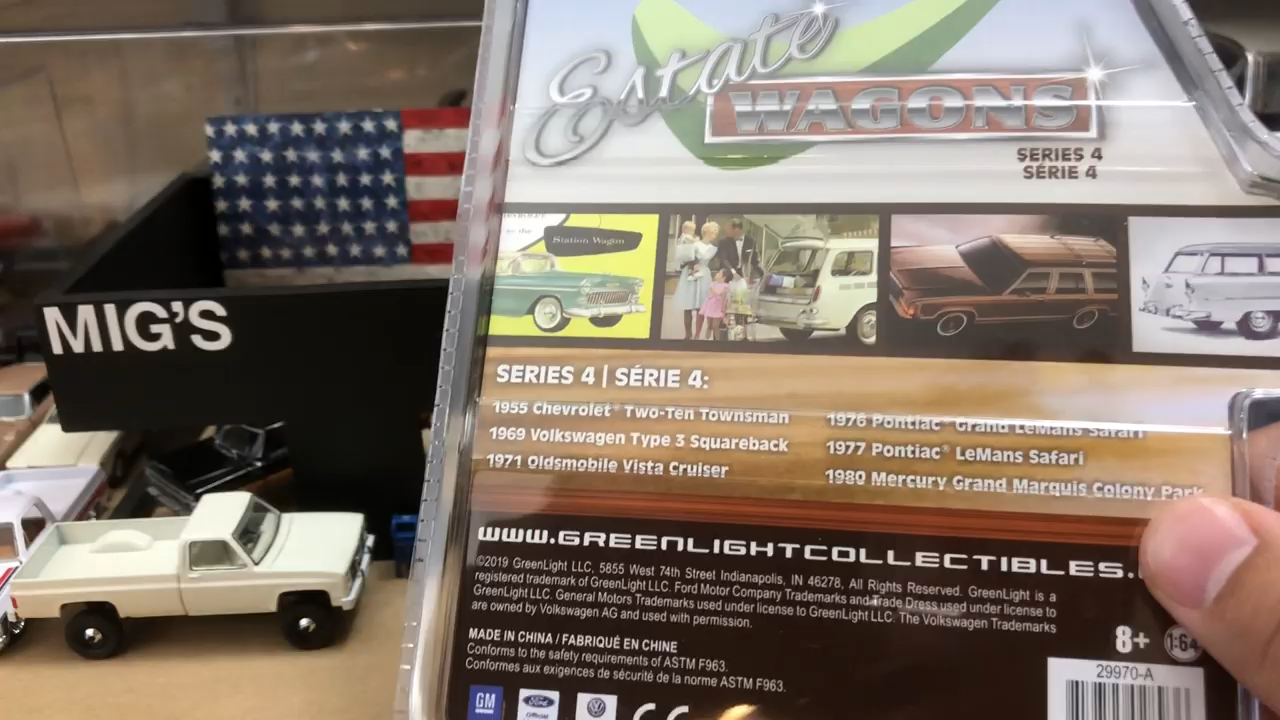 Estate
WAGONS
SERIES 4
SÉRIE 4
Station Wagon
MIG'S
SERIES 4 | SÉRIE 4:
1955 Chevrolet® Two-Ten Townsman
1969 Volkswagen Type 3 Squareback
1971 Oldsmobile Vista Cruiser
1976 Pontiac® Grand LeMans Safari
1977 Pontiac® LeMans Safari
1980 Mercury Grand Marquis Colony Park
www.GREENLIGHTCOLLECTIBLES.
©2019 GreenLight LLC, 5855 West 74th Street Indianapolis, IN 46278, All Rights Reserved. GreenLight is a
registered trademark of GreenLight LLC. Ford Motor Company Trademarks and Trade Dress used under license to
GreenLight LLC. General Motors Trademarks used under license to GreenLight LLC. The Volkswagen Trademarks
are owned by Volkswagen AG and used with permission.
MADE IN CHINA / FABRIQUÉ EN CHINE
Conforms to the safety requirements of ASTM F963.
Conformes aux exigences de sécurité de la norme ASTM F963.
8+
1:64
29970-A
GM
Ford
Official
CE